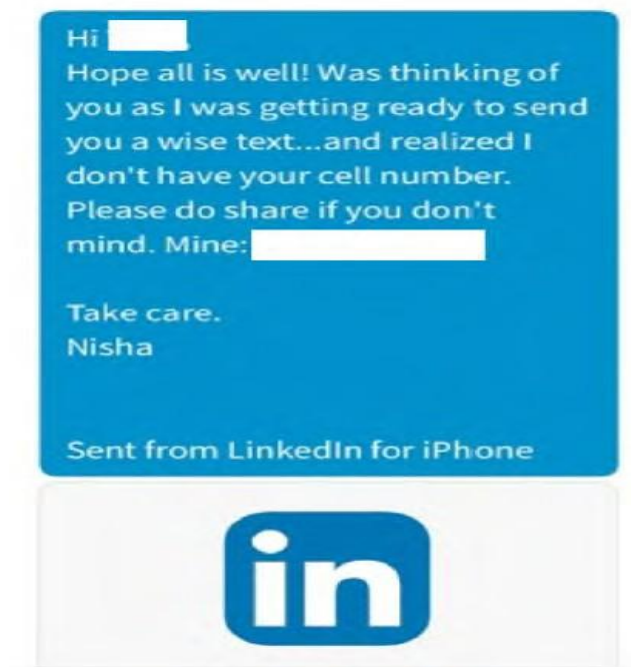 Hi
Hope all is well! Was thinking of
you as I was getting ready to send
you a wise text...and realized I
don't have your cell number.
Please do share if you don't
mind. Mine:
Take care.
Nisha
Sent from LinkedIn for iPhone
in